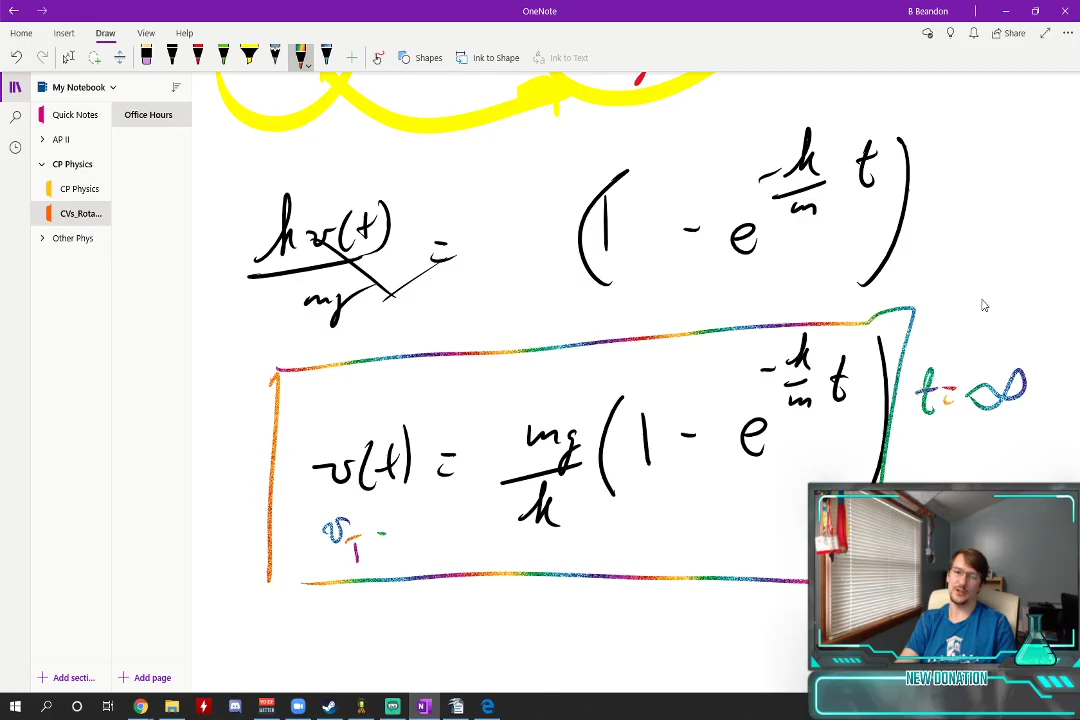 OneNote
B Beandon
Home Insert Draw View Help
Share
Shapes Ink to Shape Ink to Text
My Notebook
Quick Notes
AP II
CP Physics
CP Physics
CVs_Rota...
Other Phys
Office Hours
kv(t)/mg = (1 - e^(-k/m t))
v(t) = mg/k (1 - e^(-k/m t))
t = ∞
v_T -
NEW DONATION
Add secti...
Add page